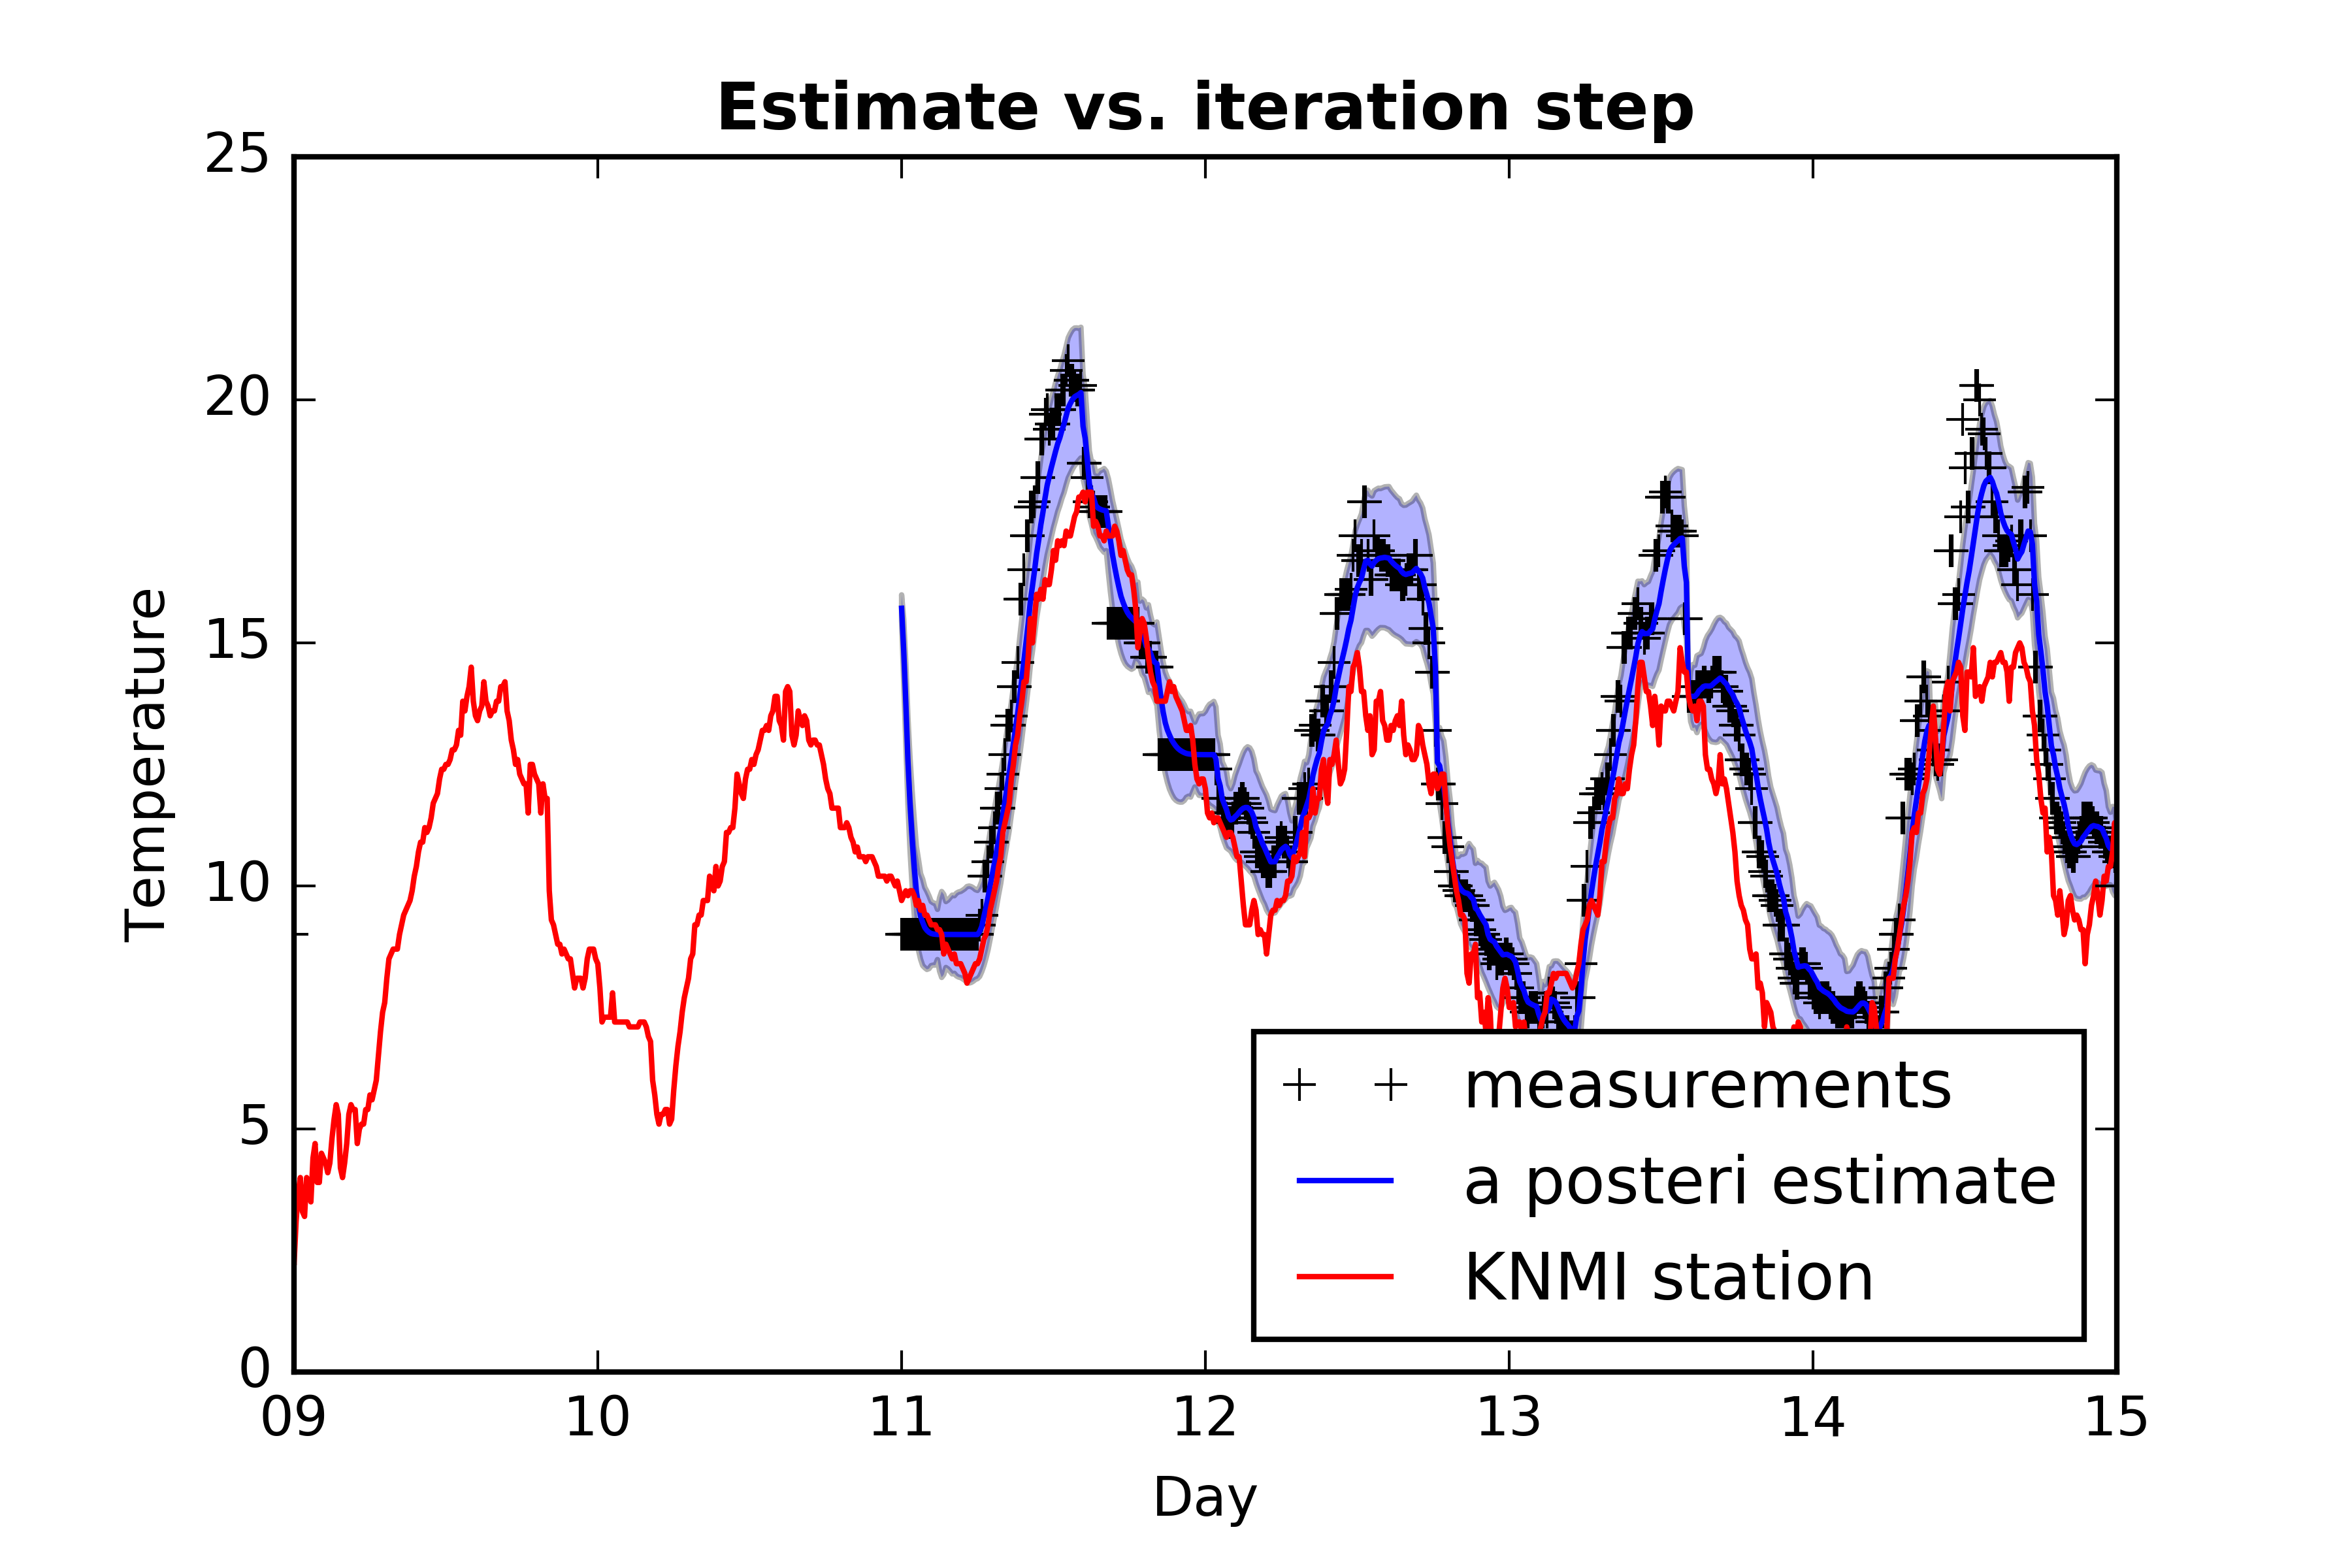 Estimate vs. iteration step
25
20
15
10
5
0
Temperature
09 10 11 12 13 14 15
Day
measurements
a posteri estimate
KNMI station